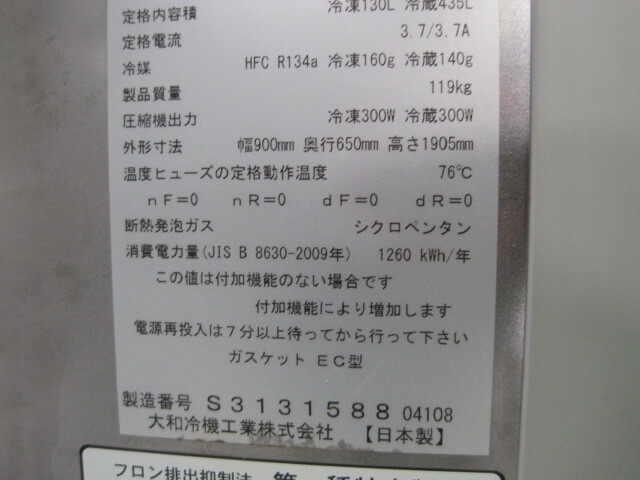 定格内容積 冷凍130L 冷蔵435L
定格電流 3.7/3.7A
冷媒 HFC R134a 冷凍160g 冷蔵140g
製品質量 119kg
圧縮機出力 冷凍300W 冷蔵300W
外形寸法 幅900mm 奥行650mm 高さ1905mm
温度ヒューズの定格動作温度 76℃
nF=0 nR=0 dF=0 dR=0
断熱発泡ガス シクロペンタン
消費電力量(JIS B 8630-2009年) 1260 kWh/年
この値は付加機能のない場合です
付加機能により増加します
電源再投入は7分以上待ってから行って下さい
ガスケット EC型
製造番号 S3131588 04108
大和冷機工業株式会社 【日本製】
フロン排出抑制法 第一種特定